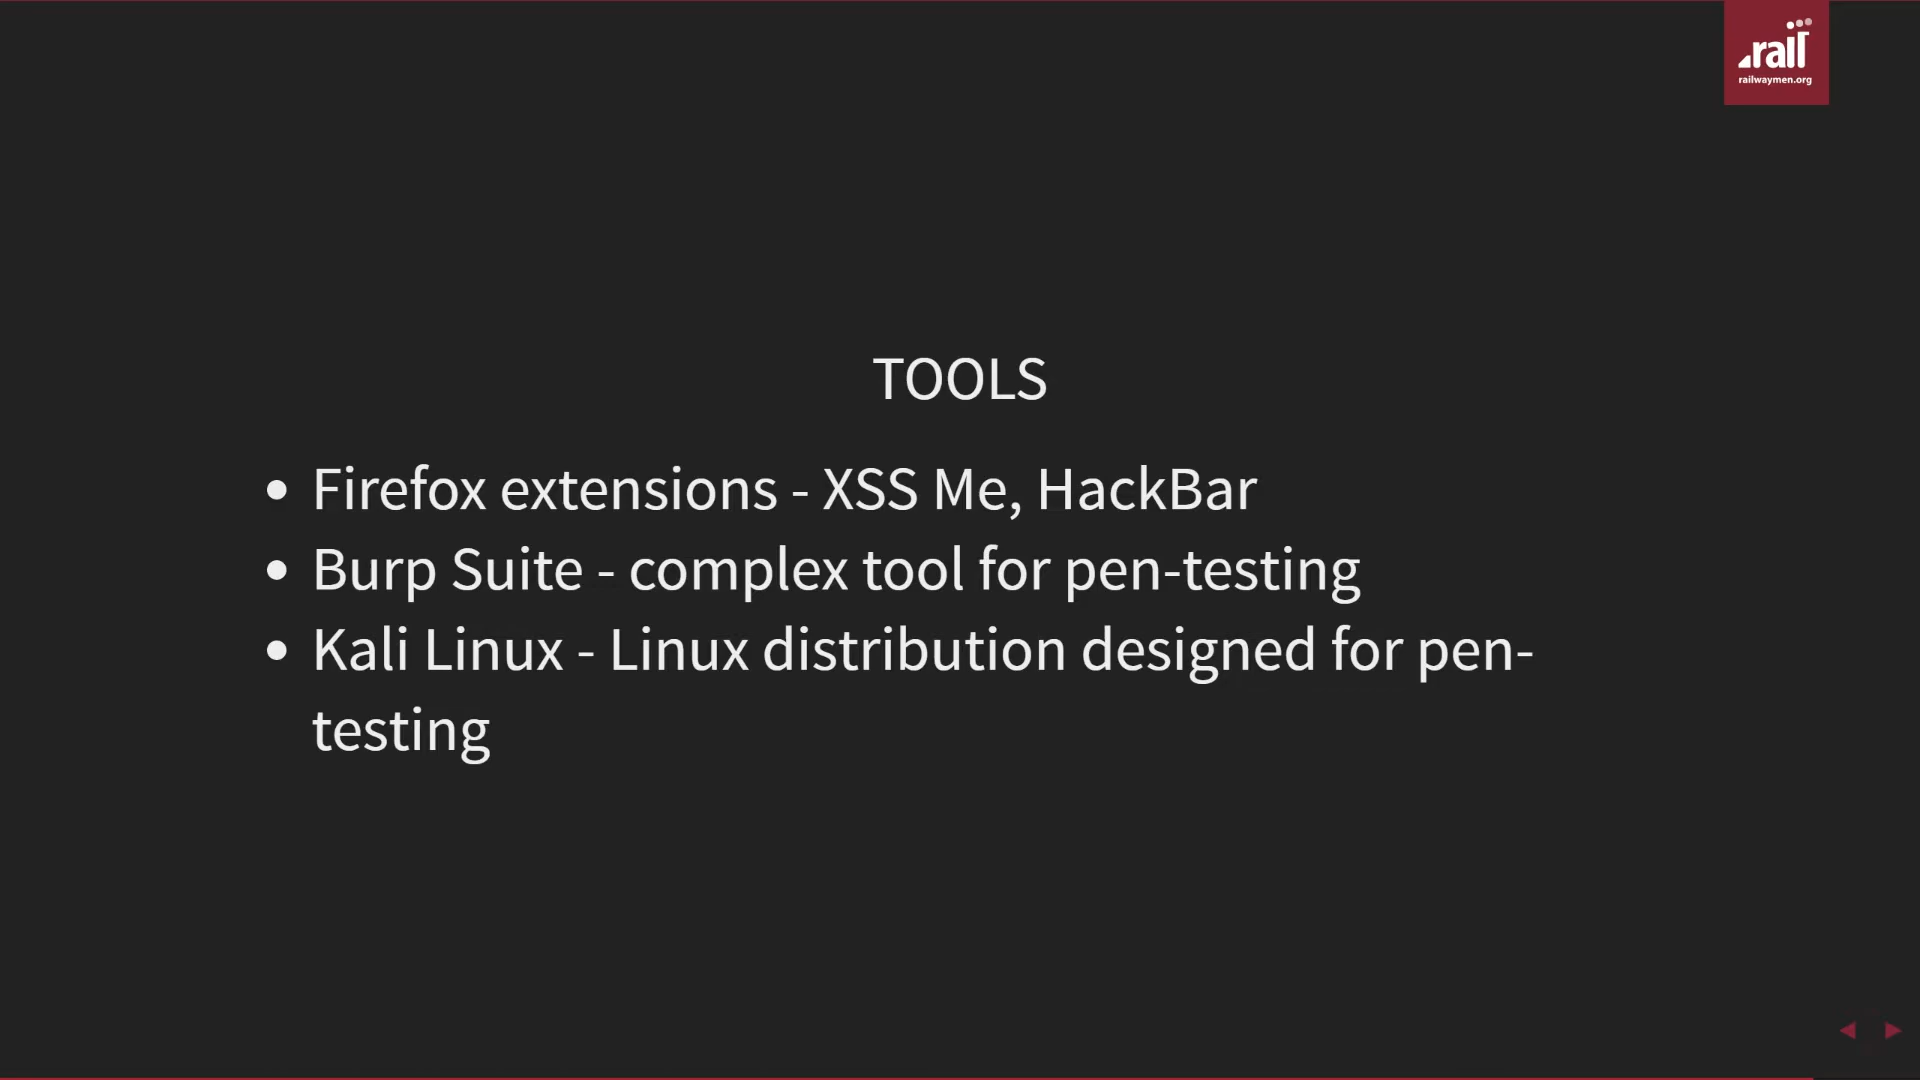 .rail
railwaymen.org
TOOLS
• Firefox extensions - XSS Me, HackBar
• Burp Suite - complex tool for pen-testing
• Kali Linux - Linux distribution designed for pen-
testing